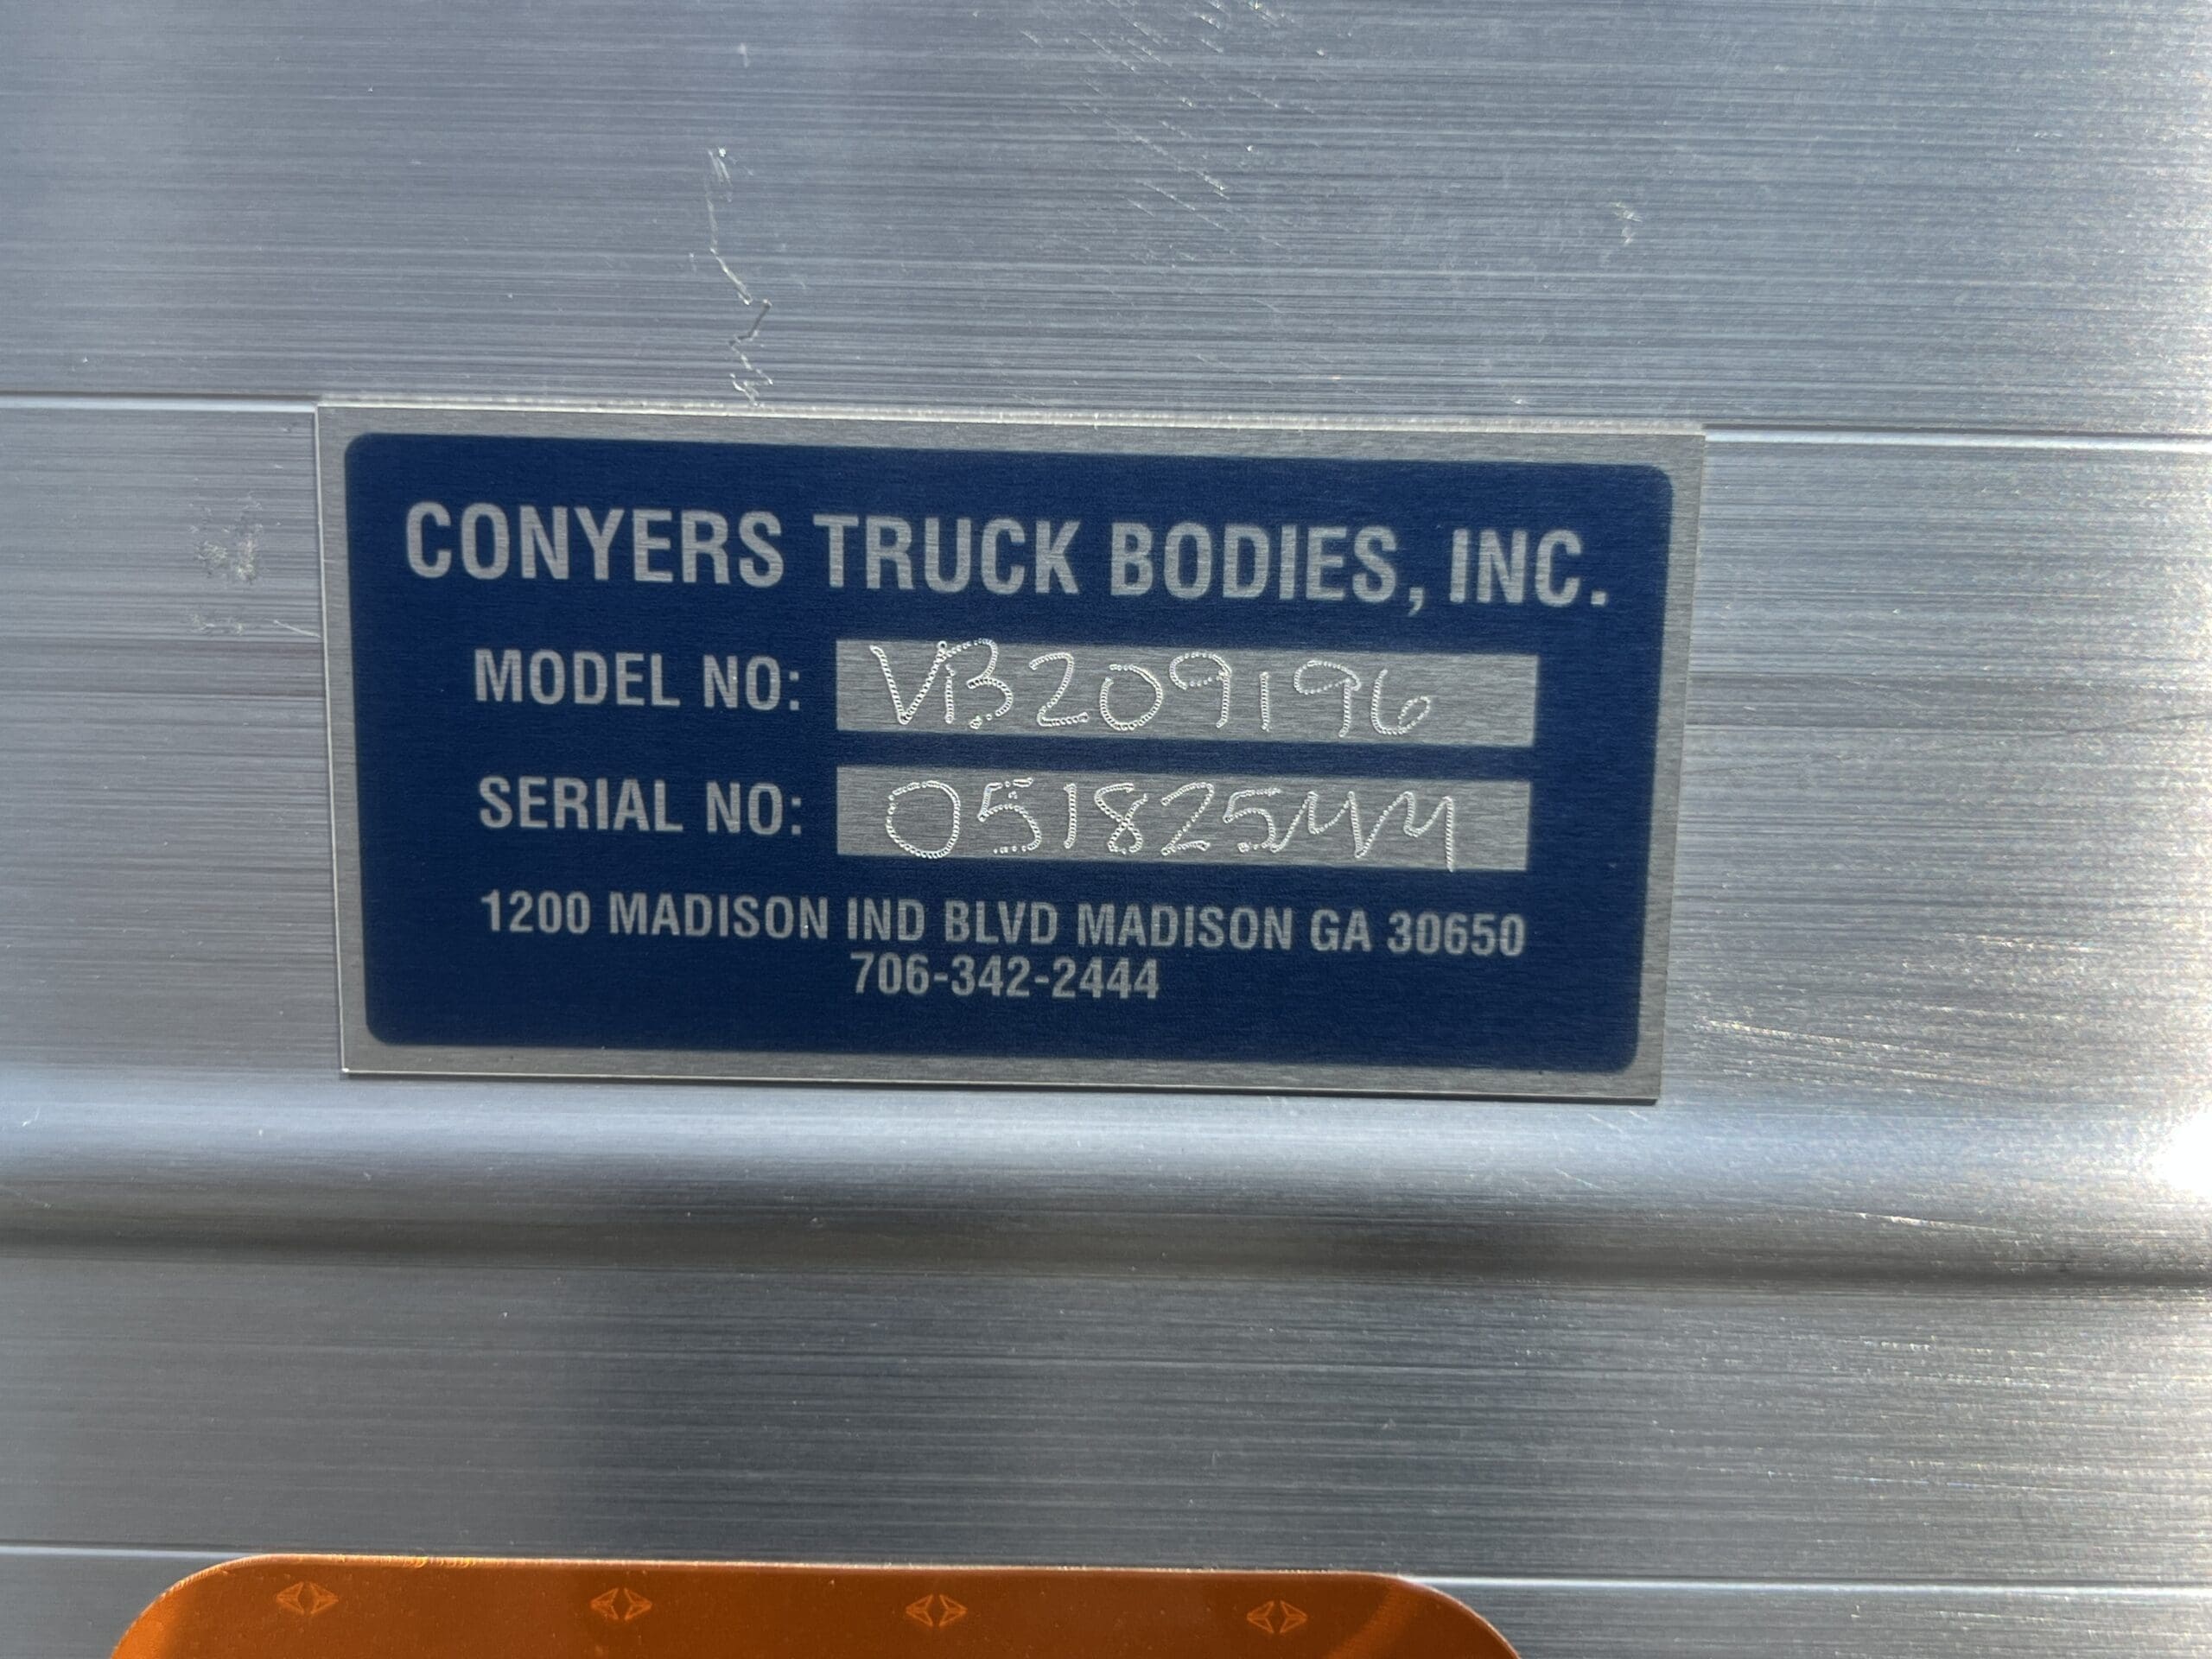 CONYERS TRUCK BODIES, INC.
MODEL NO: VB209196
SERIAL NO: 05182544
1200 MADISON IND BLVD MADISON GA 30650
706-342-2444